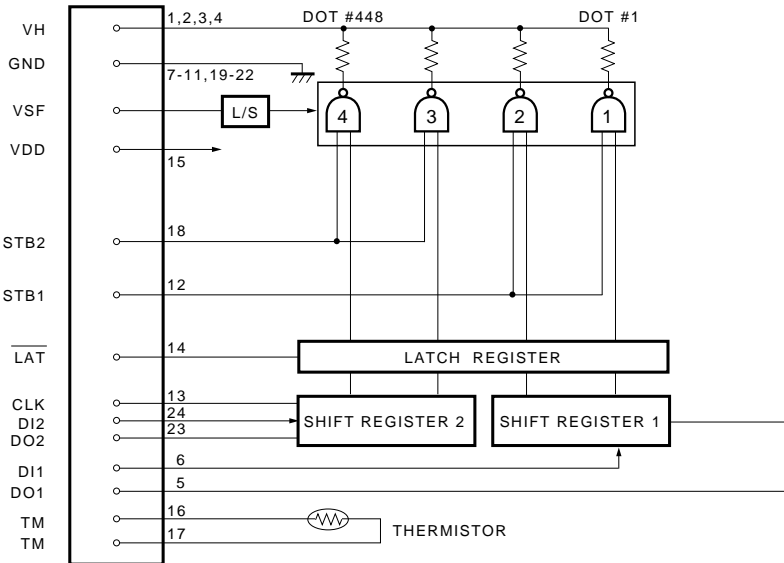 VH 1,2,3,4 DOT #448 DOT #1
GND 7-11,19-22
VSF L/S 4 3 2 1
VDD 15
STB2 18
STB1 12
LAT 14 LATCH REGISTER
CLK 13
DI2 24 SHIFT REGISTER 2 SHIFT REGISTER 1
DO2 23
DI1 6
DO1 5
TM 16 THERMISTOR
TM 17